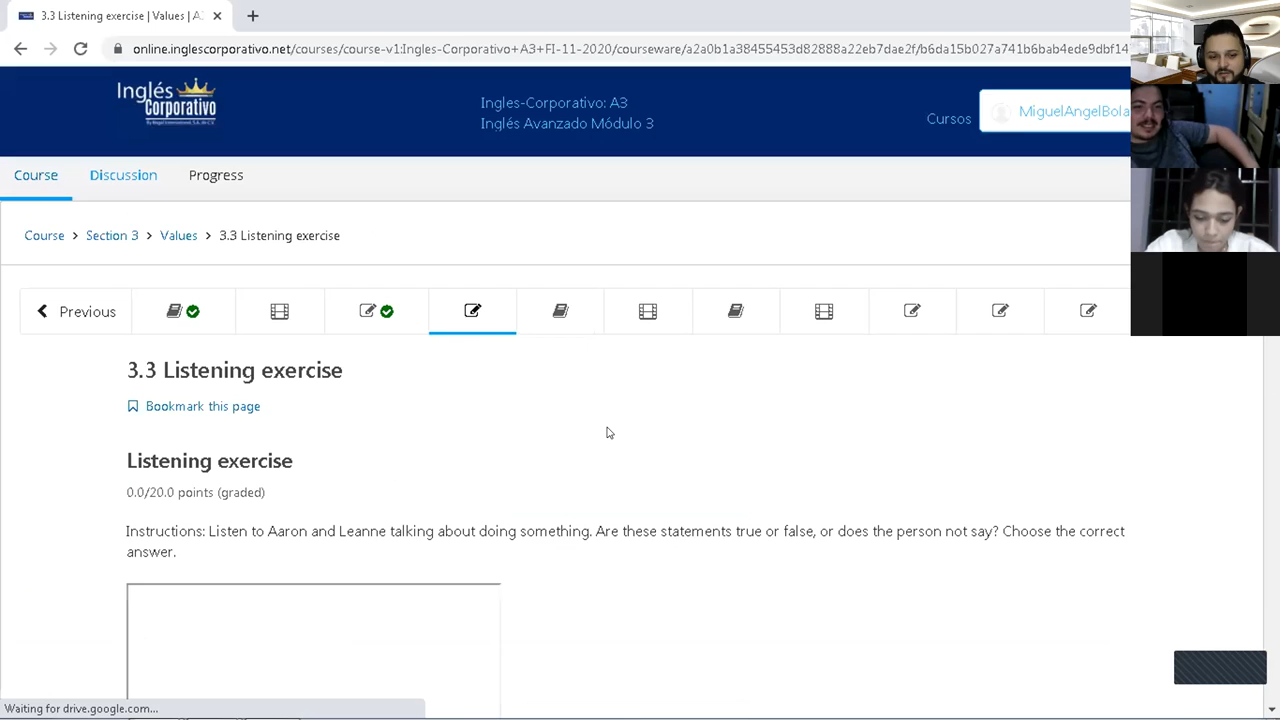 3.3 Listening exercise | Values | A3
online.inglescorporativo.net/courses/course-v1:Ingles-Corporativo+A3+FI-11-2020/courseware/a2a0b1a38455453d82888a22eb7dae2f/b6da15b027a741b6bab4ede9dbf14
Inglés
Corporativo
Ingles-Corporativo: A3
Inglés Avanzado Módulo 3
Cursos
MiguelAngelBola
Course
Discussion
Progress
Course > Section 3 > Values > 3.3 Listening exercise
Previous
3.3 Listening exercise
Bookmark this page
Listening exercise
0.0/20.0 points (graded)
Instructions: Listen to Aaron and Leanne talking about doing something. Are these statements true or false, or does the person not say? Choose the correct
answer.
Waiting for drive.google.com...